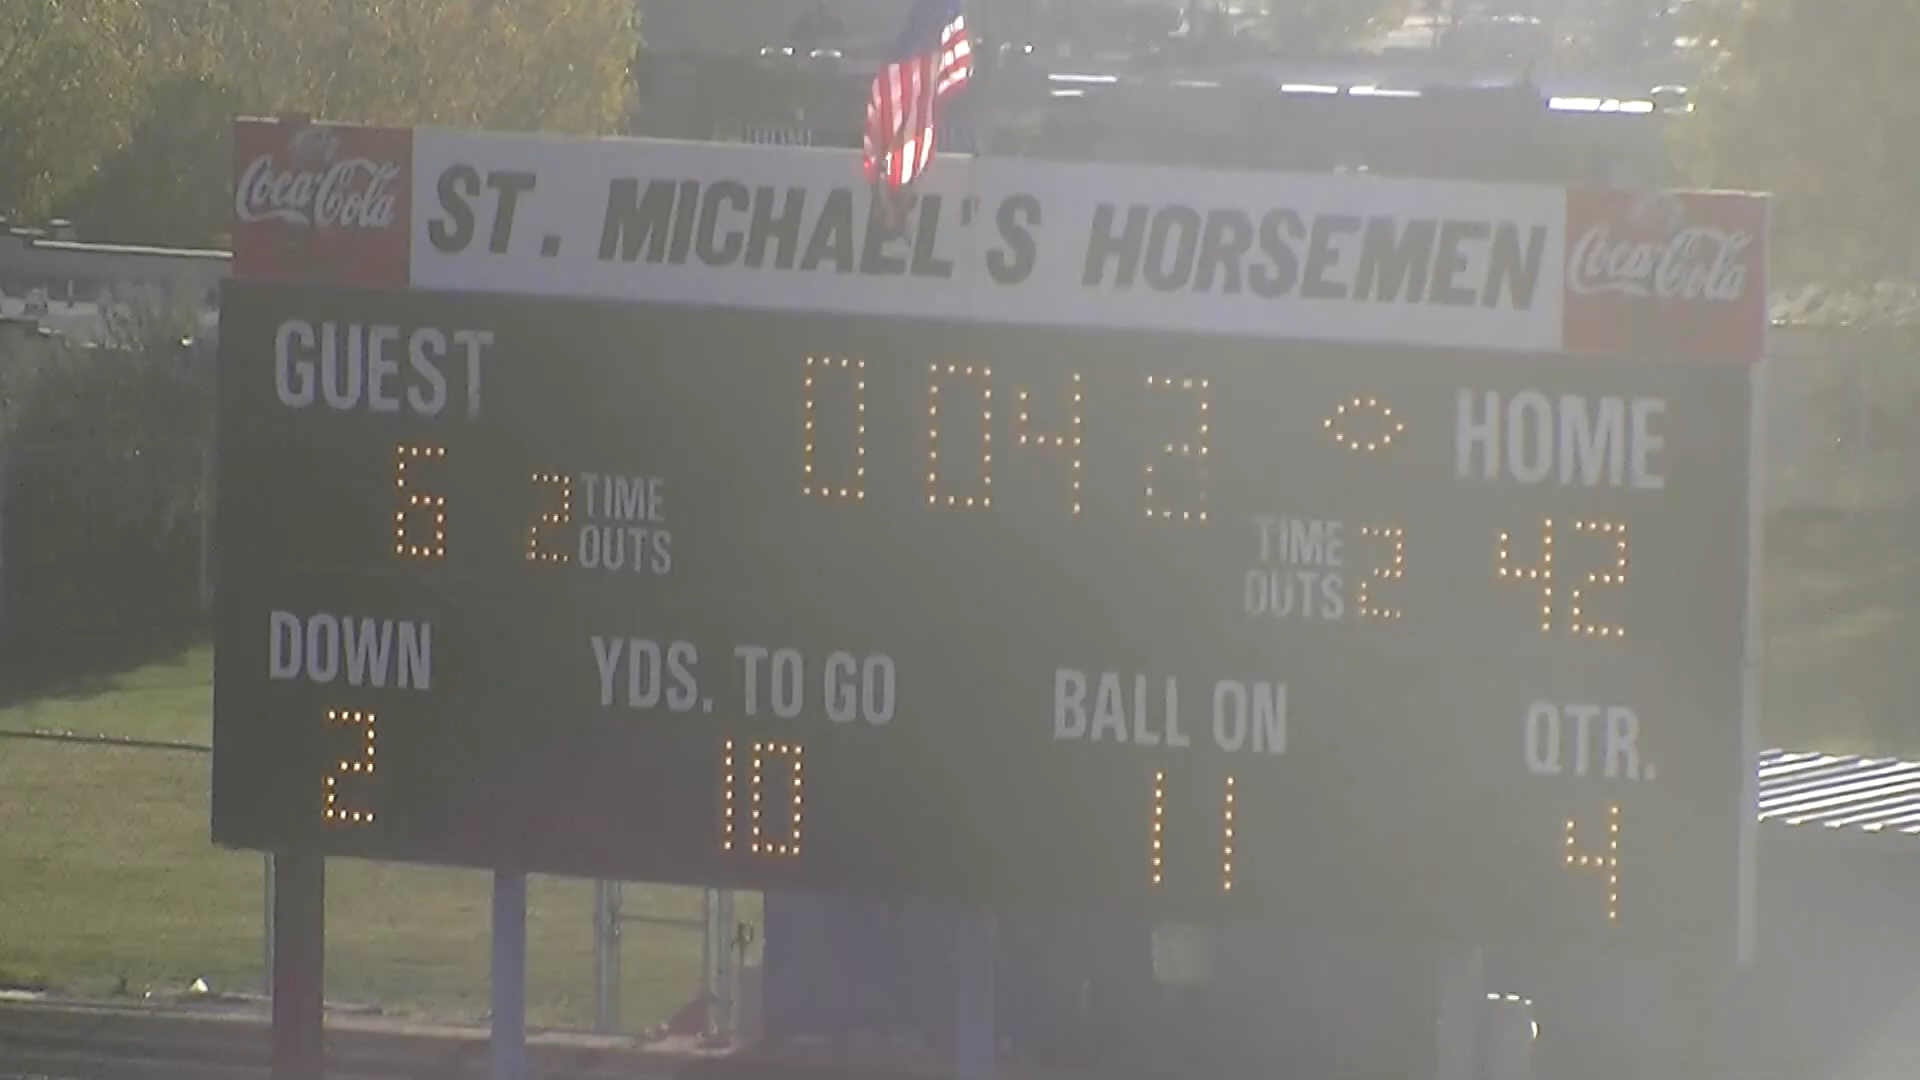 Coca-Cola ST. MICHAEL'S HORSEMEN Coca-Cola
GUEST
HOME
6
2
TIME
OUTS
TIME
OUTS
2
42
DOWN
YDS. TO GO
BALL ON
QTR.
2
10
11
4